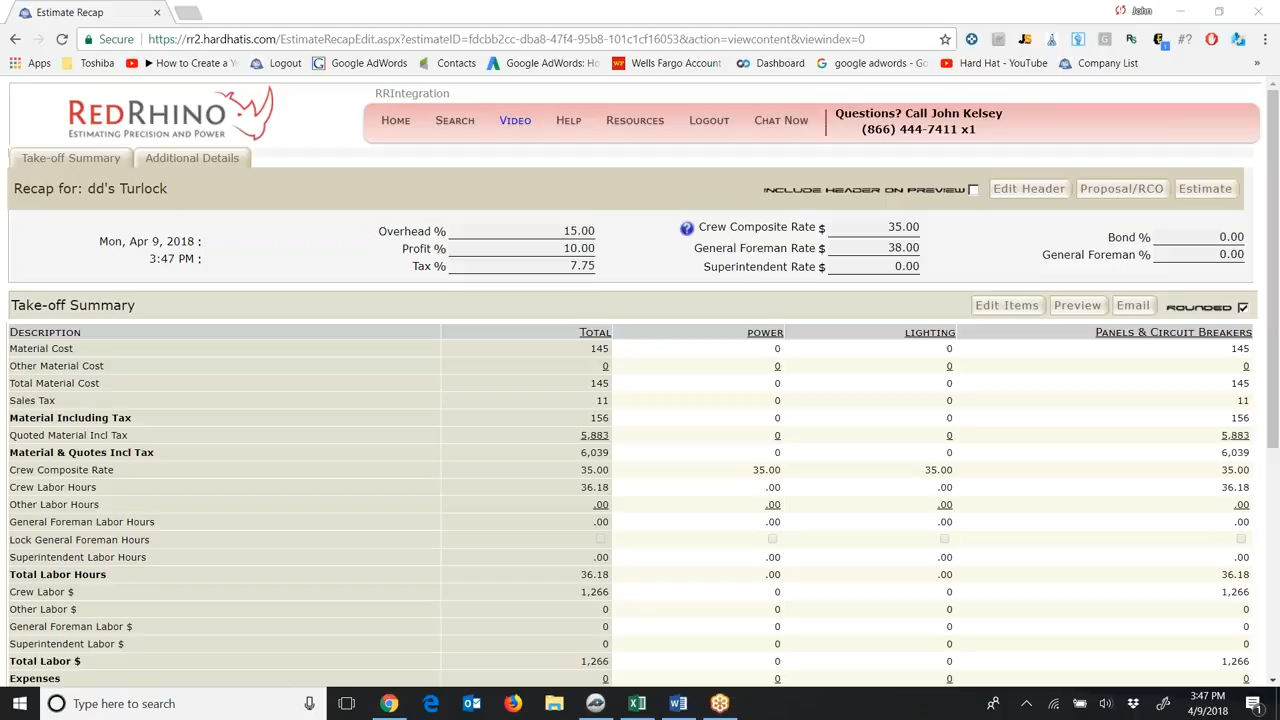 Estimate Recap
John
Secure https://rr2.hardhatis.com/EstimateRecapEdit.aspx?estimateID=fdcbb2cc-dba8-47f4-95b8-101c1cf16053&action=viewcontent&viewindex=0
Apps Toshiba ▶ How to Create a Logout Google AdWords Contacts Google AdWords: Ho Wells Fargo Account Dashboard google adwords - Go Hard Hat - YouTube Company List »
RRIntegration
REDRHINO
ESTIMATING PRECISION AND POWER
HOME SEARCH VIDEO HELP RESOURCES LOGOUT CHAT NOW
Questions? Call John Kelsey
(866) 444-7411 x1
Take-off Summary Additional Details
Recap for: dd's Turlock
INCLUDE HEADER ON PREVIEW Edit Header Proposal/RCO Estimate
Mon, Apr 9, 2018 :
3:47 PM :
Overhead % 15.00
Profit % 10.00
Tax % 7.75
Crew Composite Rate $ 35.00
General Foreman Rate $ 38.00
Superintendent Rate $ 0.00
Bond % 0.00
General Foreman % 0.00
Take-off Summary Edit Items Preview Email ROUNDED
DESCRIPTION TOTAL POWER LIGHTING PANELS & CIRCUIT BREAKERS
Material Cost 145 0 0 145
Other Material Cost 0 0 0 0
Total Material Cost 145 0 0 145
Sales Tax 11 0 0 11
Material Including Tax 156 0 0 156
Quoted Material Incl Tax 5,883 0 0 5,883
Material & Quotes Incl Tax 6,039 0 0 6,039
Crew Composite Rate 35.00 35.00 35.00 35.00
Crew Labor Hours 36.18 .00 .00 36.18
Other Labor Hours .00 .00 .00 .00
General Foreman Labor Hours .00 .00 .00 .00
Lock General Foreman Hours
Superintendent Labor Hours .00 .00 .00 .00
Total Labor Hours 36.18 .00 .00 36.18
Crew Labor $ 1,266 0 0 1,266
Other Labor $ 0 0 0 0
General Foreman Labor $ 0 0 0 0
Superintendent Labor $ 0 0 0 0
Total Labor $ 1,266 0 0 1,266
Expenses 0 0 0 0
Type here to search
3:47 PM
4/9/2018